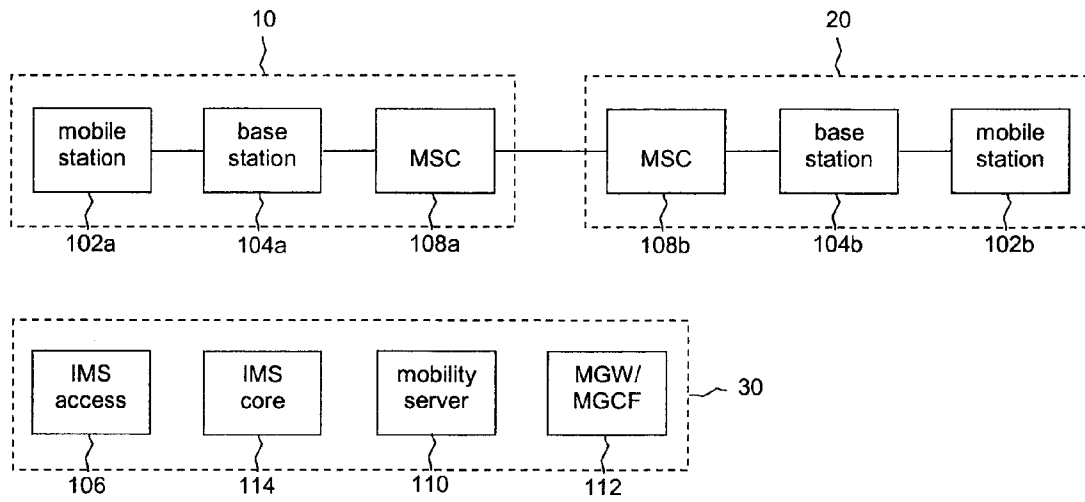 10
20
mobile
station
base
station
MSC
MSC
base
station
mobile
station
102a
104a
108a
108b
104b
102b
IMS
access
IMS
core
mobility
server
MGW/
MGCF
30
106
114
110
112